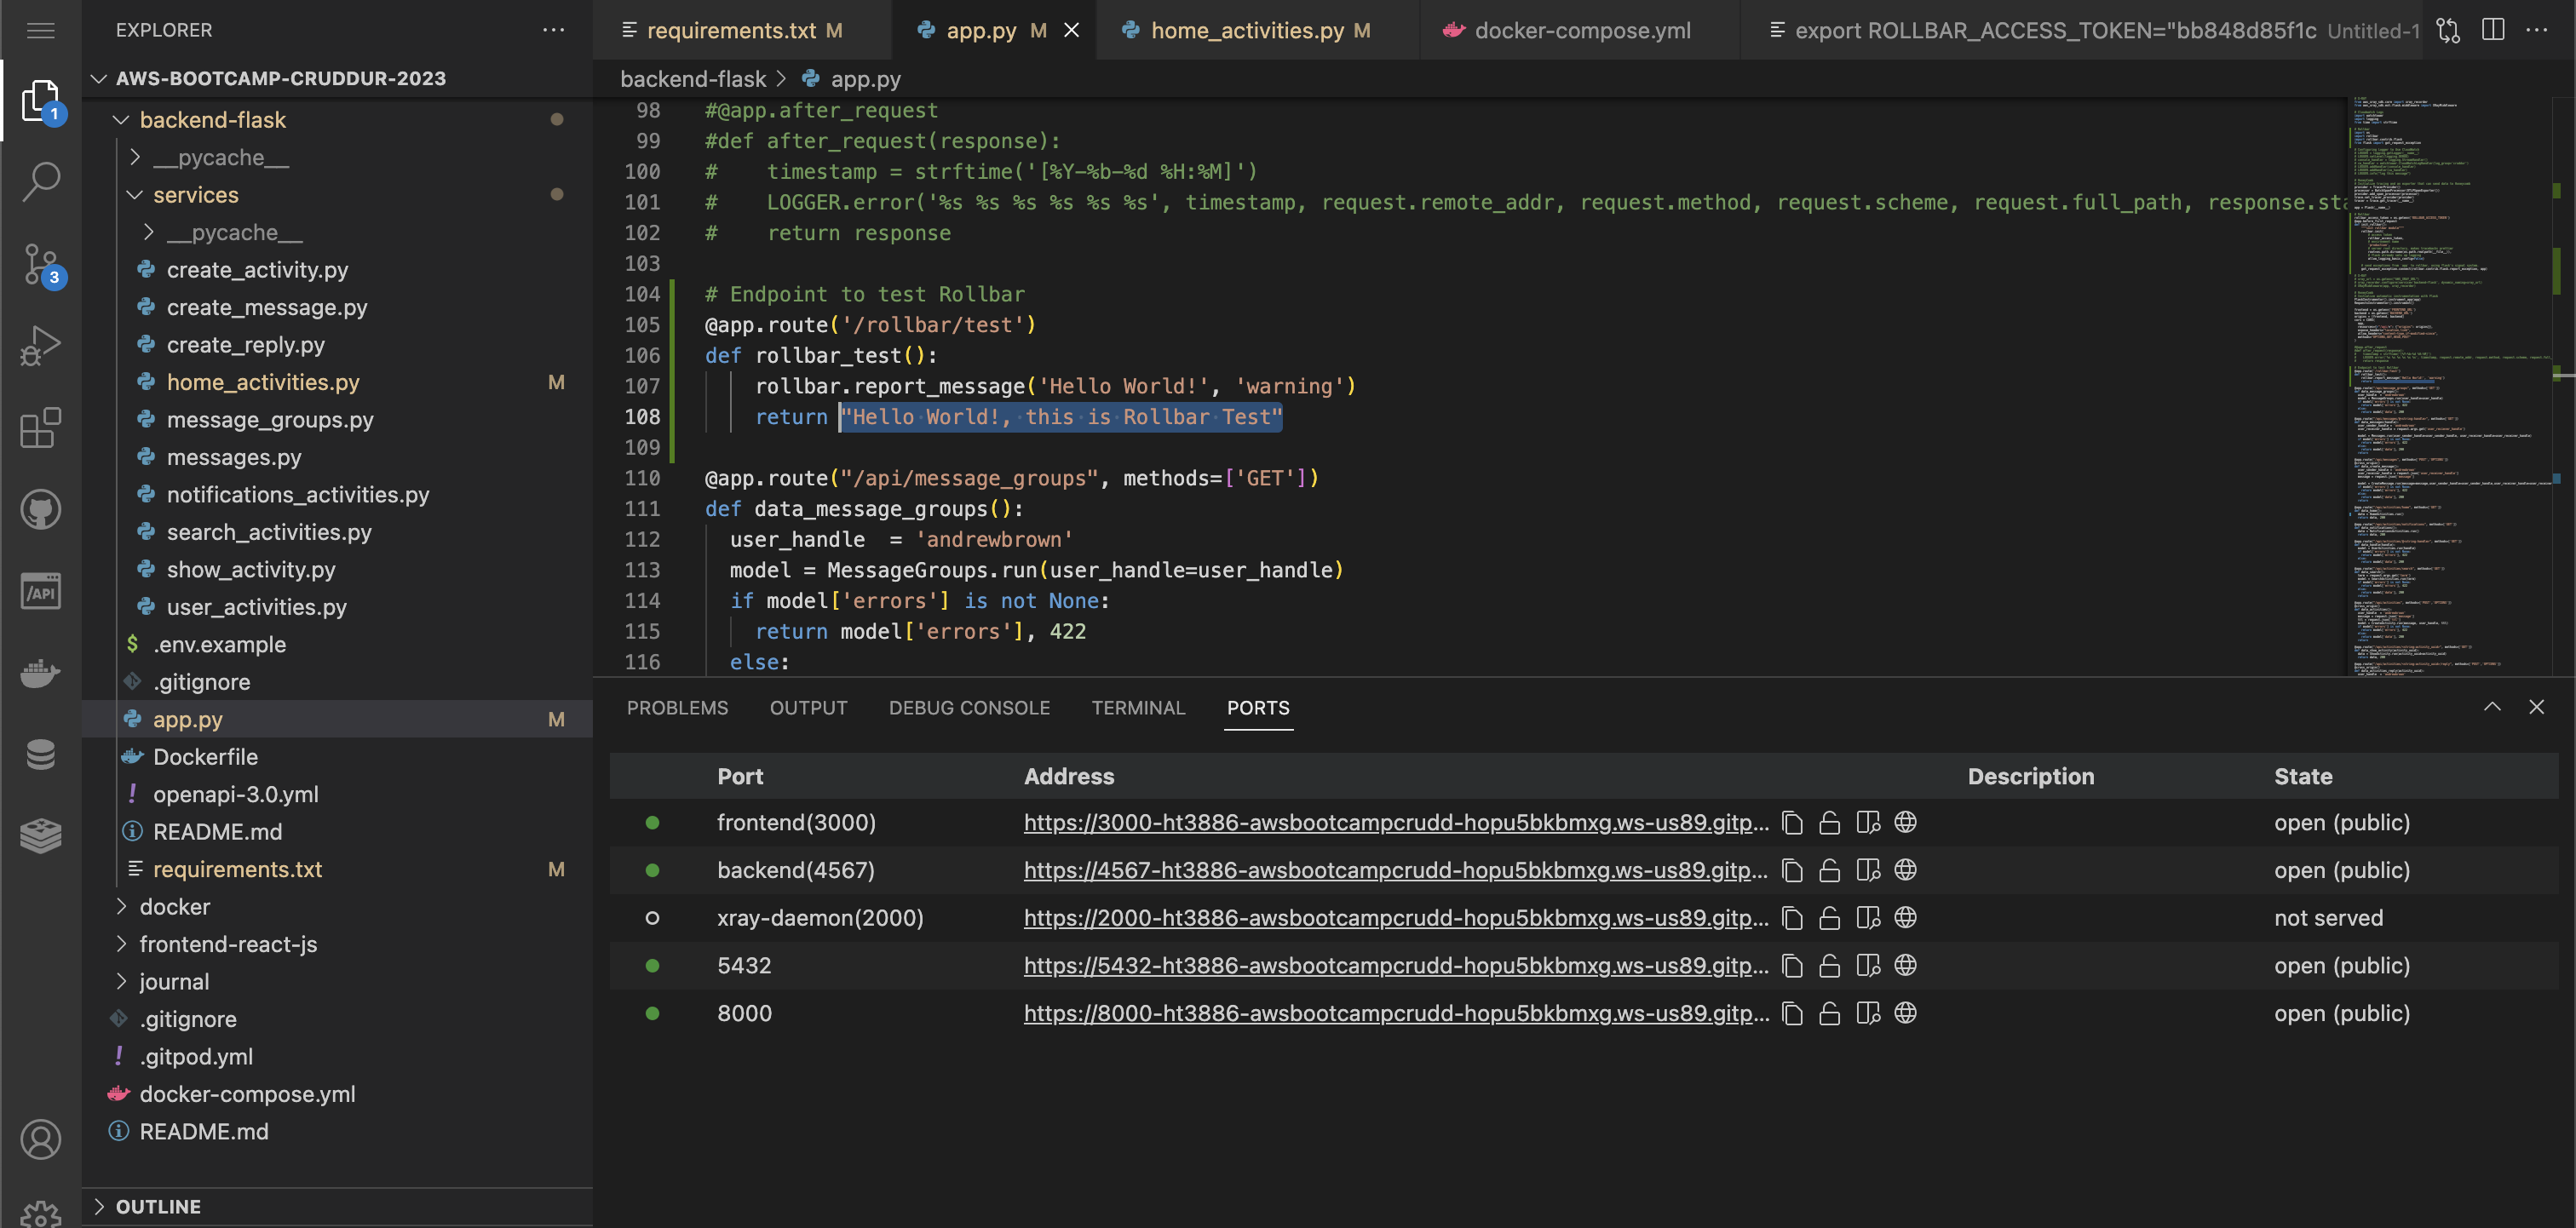 EXPLORER
requirements.txt M
app.py M
home_activities.py M
docker-compose.yml
export ROLLBAR_ACCESS_TOKEN="bb848d85f1c Untitled-1
AWS-BOOTCAMP-CRUDDUR-2023
backend-flask
__pycache__
services
__pycache__
create_activity.py
create_message.py
create_reply.py
home_activities.py M
message_groups.py
messages.py
notifications_activities.py
search_activities.py
show_activity.py
user_activities.py
.env.example
.gitignore
app.py M
Dockerfile
openapi-3.0.yml
README.md
requirements.txt M
docker
frontend-react-js
journal
.gitignore
.gitpod.yml
docker-compose.yml
README.md
OUTLINE
1
3
/API
backend-flask > app.py
98 #@app.after_request
99 #def after_request(response):
100 #    timestamp = strftime('[%Y-%b-%d %H:%M]')
101 #    LOGGER.error('%s %s %s %s %s %s', timestamp, request.remote_addr, request.method, request.scheme, request.full_path, response.sta
102 #    return response
103
104 # Endpoint to test Rollbar
105 @app.route('/rollbar/test')
106 def rollbar_test():
107     rollbar.report_message('Hello World!', 'warning')
108     return "Hello World!, this is Rollbar Test"
109
110 @app.route("/api/message_groups", methods=['GET'])
111 def data_message_groups():
112   user_handle  = 'andrewbrown'
113   model = MessageGroups.run(user_handle=user_handle)
114   if model['errors'] is not None:
115     return model['errors'], 422
116   else:
PROBLEMS OUTPUT DEBUG CONSOLE TERMINAL PORTS
Port Address Description State
frontend(3000) https://3000-ht3886-awsbootcampcrudd-hopu5bkbmxg.ws-us89.gitp... open (public)
backend(4567) https://4567-ht3886-awsbootcampcrudd-hopu5bkbmxg.ws-us89.gitp... open (public)
xray-daemon(2000) https://2000-ht3886-awsbootcampcrudd-hopu5bkbmxg.ws-us89.gitp... not served
5432 https://5432-ht3886-awsbootcampcrudd-hopu5bkbmxg.ws-us89.gitp... open (public)
8000 https://8000-ht3886-awsbootcampcrudd-hopu5bkbmxg.ws-us89.gitp... open (public)